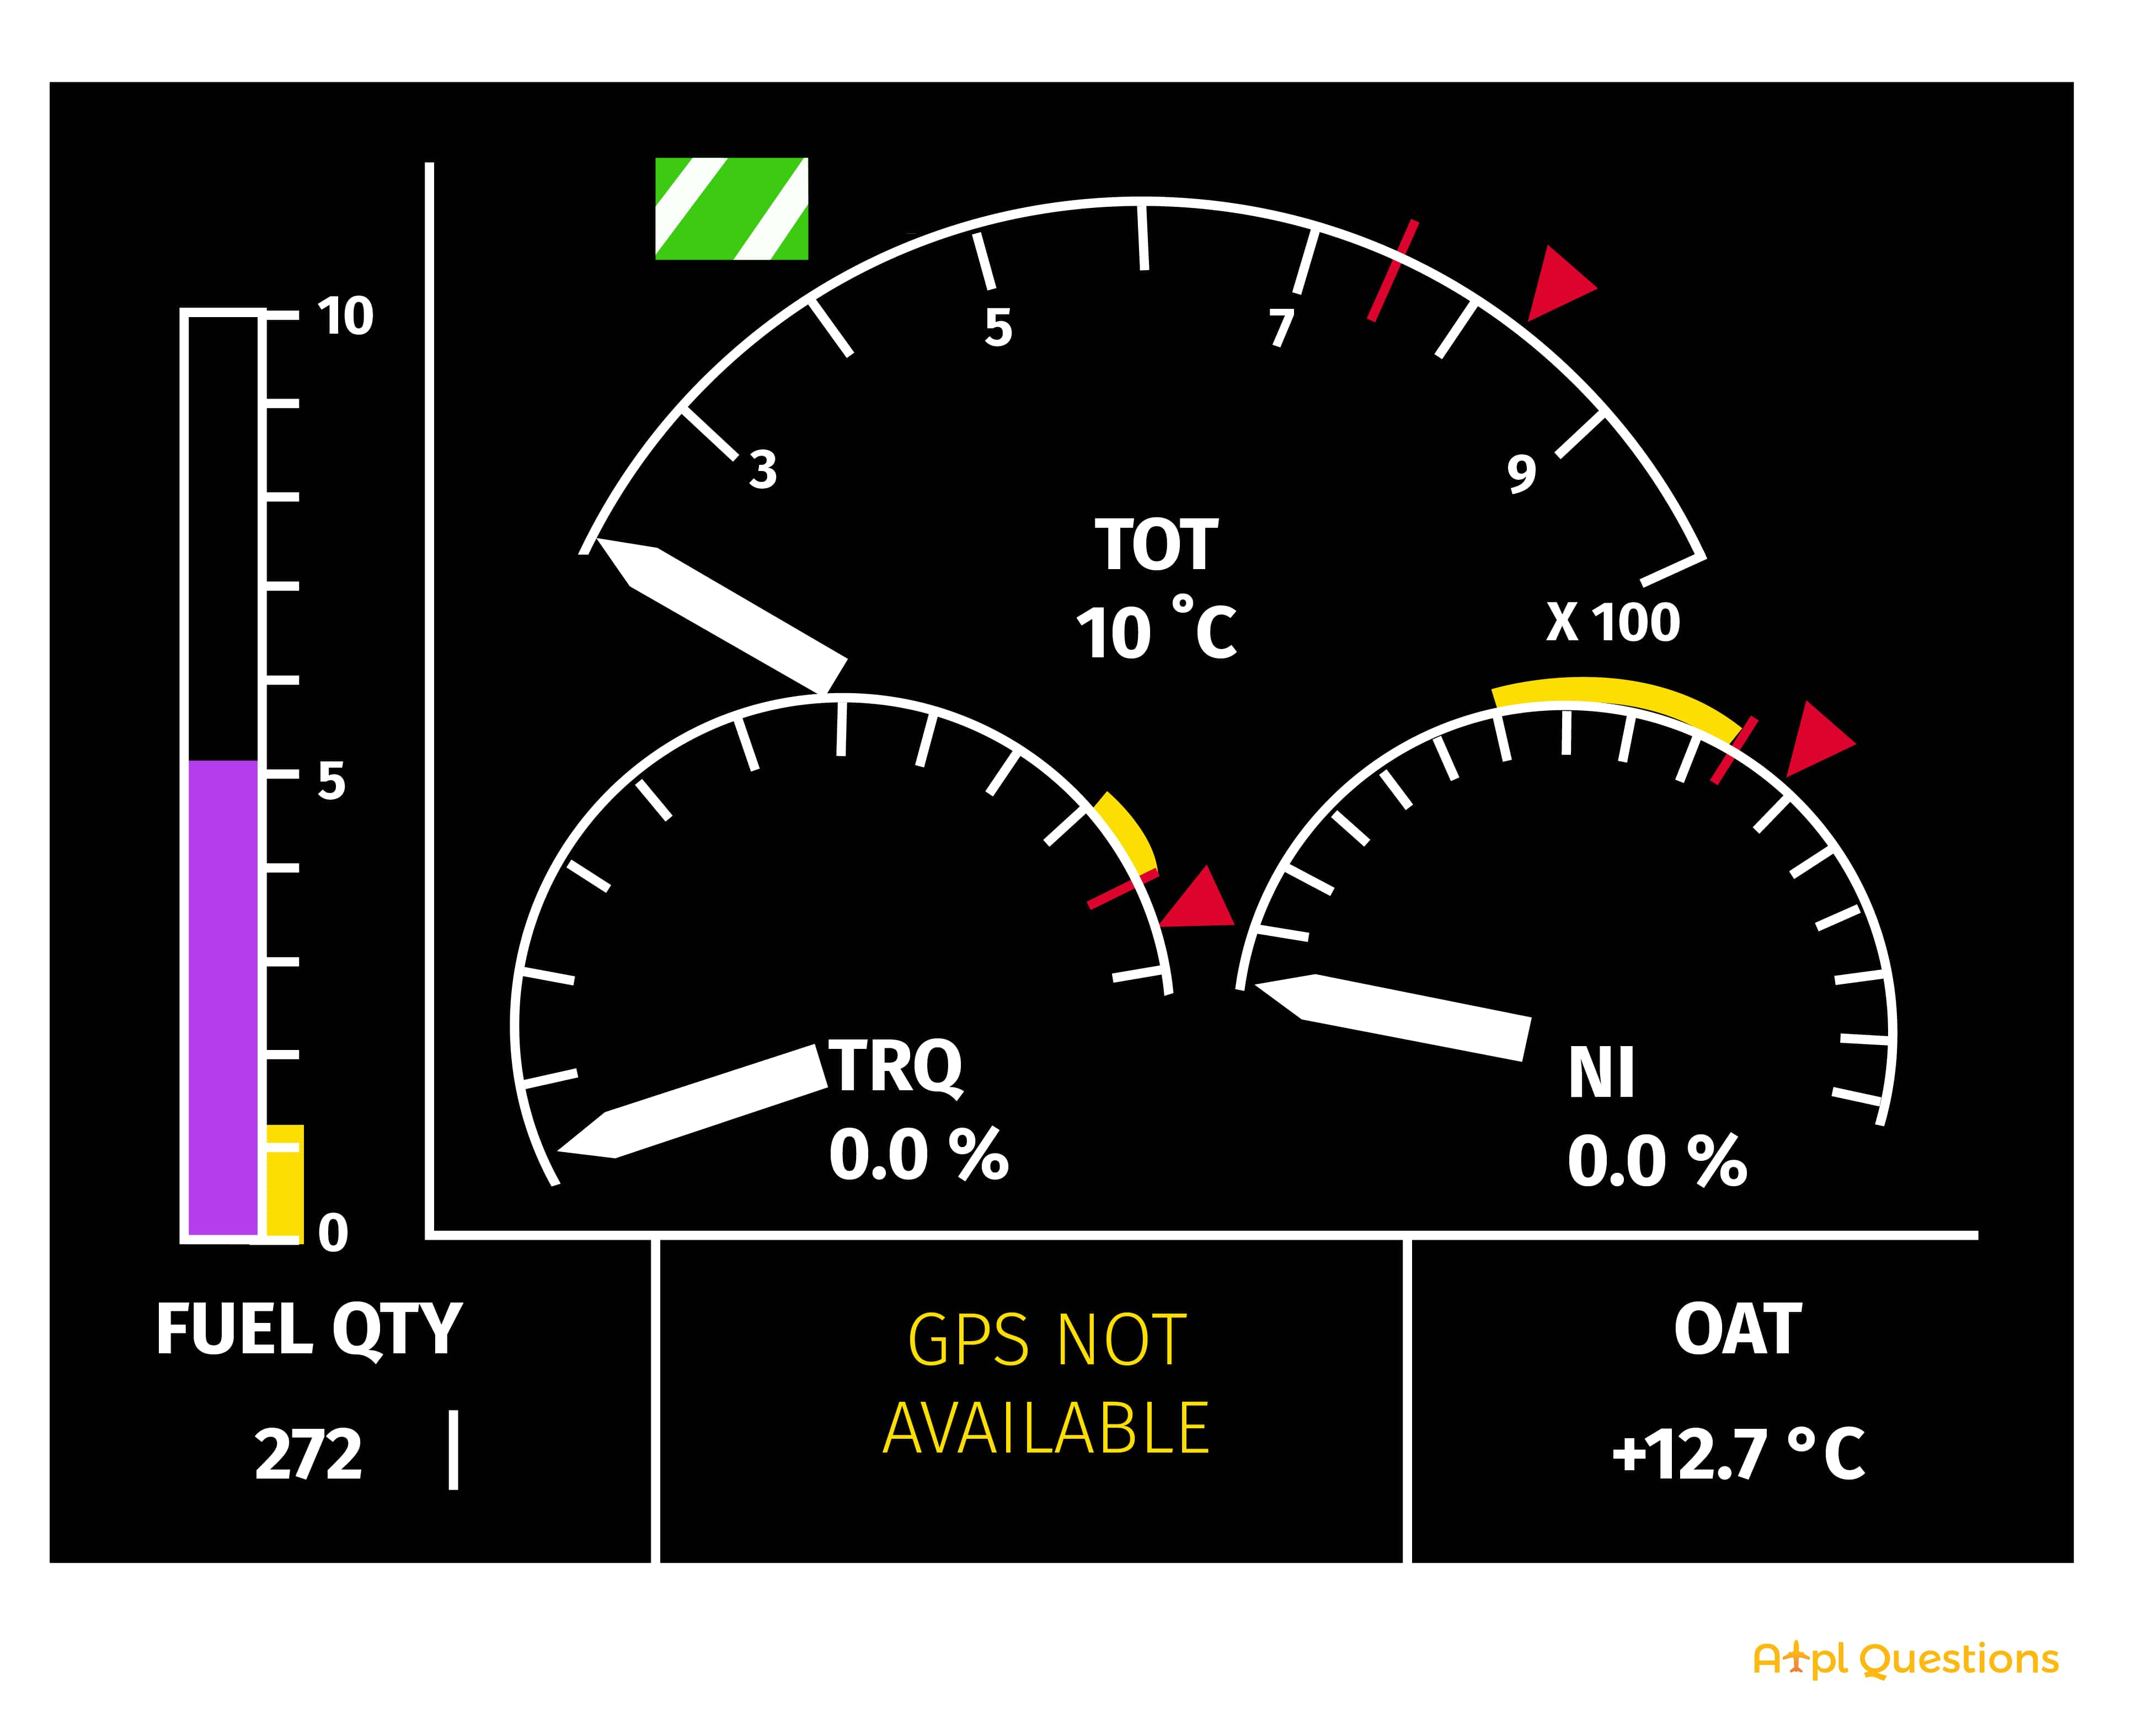 10
5
0
FUEL QTY
272 |
3
5
7
9
TOT
10 °C
X 100
TRQ
0.0 %
NI
0.0 %
GPS NOT
AVAILABLE
OAT
+12.7 °C
Atpl Questions